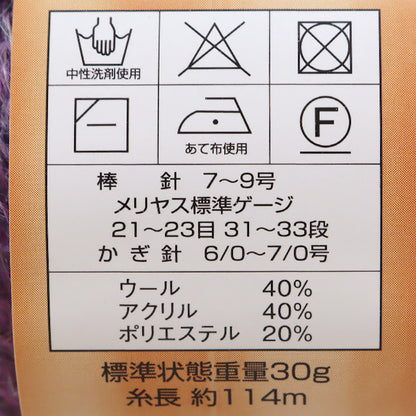 中性洗剤使用
あて布使用
F
棒 針 7〜9号
メリヤス標準ゲージ
21〜23目 31〜33段
かぎ針 6/0〜7/0号
ウール 40%
アクリル 40%
ポリエステル 20%
標準状態重量30g
糸長 約114m